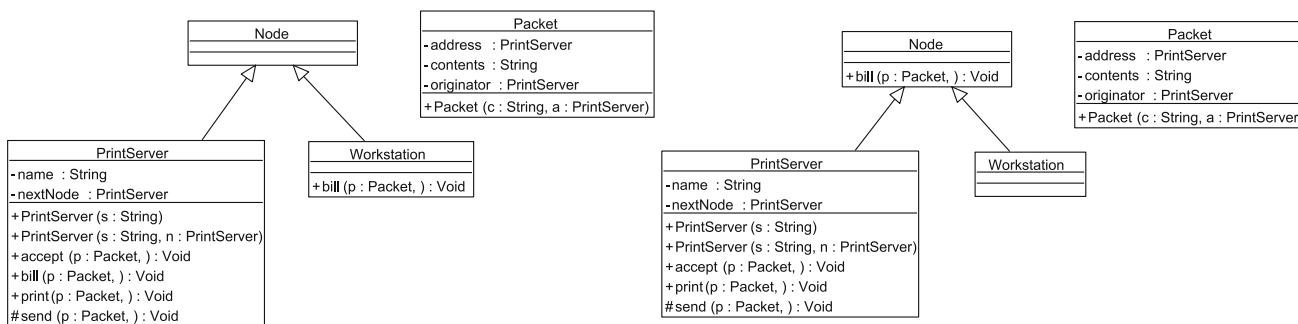 Node
Packet
- address : PrintServer
- contents : String
- originator : PrintServer
+ Packet (c : String, a : PrintServer)
PrintServer
- name : String
- nextNode : PrintServer
+ PrintServer (s : String)
+ PrintServer (s : String, n : PrintServer)
+ accept (p : Packet, ) : Void
+ bill (p : Packet, ) : Void
+ print (p : Packet, ) : Void
# send (p : Packet, ) : Void
Workstation
+ bill (p : Packet, ) : Void
Node
+ bill (p : Packet, ) : Void
Packet
- address : PrintServer
- contents : String
- originator : PrintServer
+ Packet (c : String, a : PrintServer
PrintServer
- name : String
- nextNode : PrintServer
+ PrintServer (s : String)
+ PrintServer (s : String, n : PrintServer)
+ accept (p : Packet, ) : Void
+ print (p : Packet, ) : Void
# send (p : Packet, ) : Void
Workstation